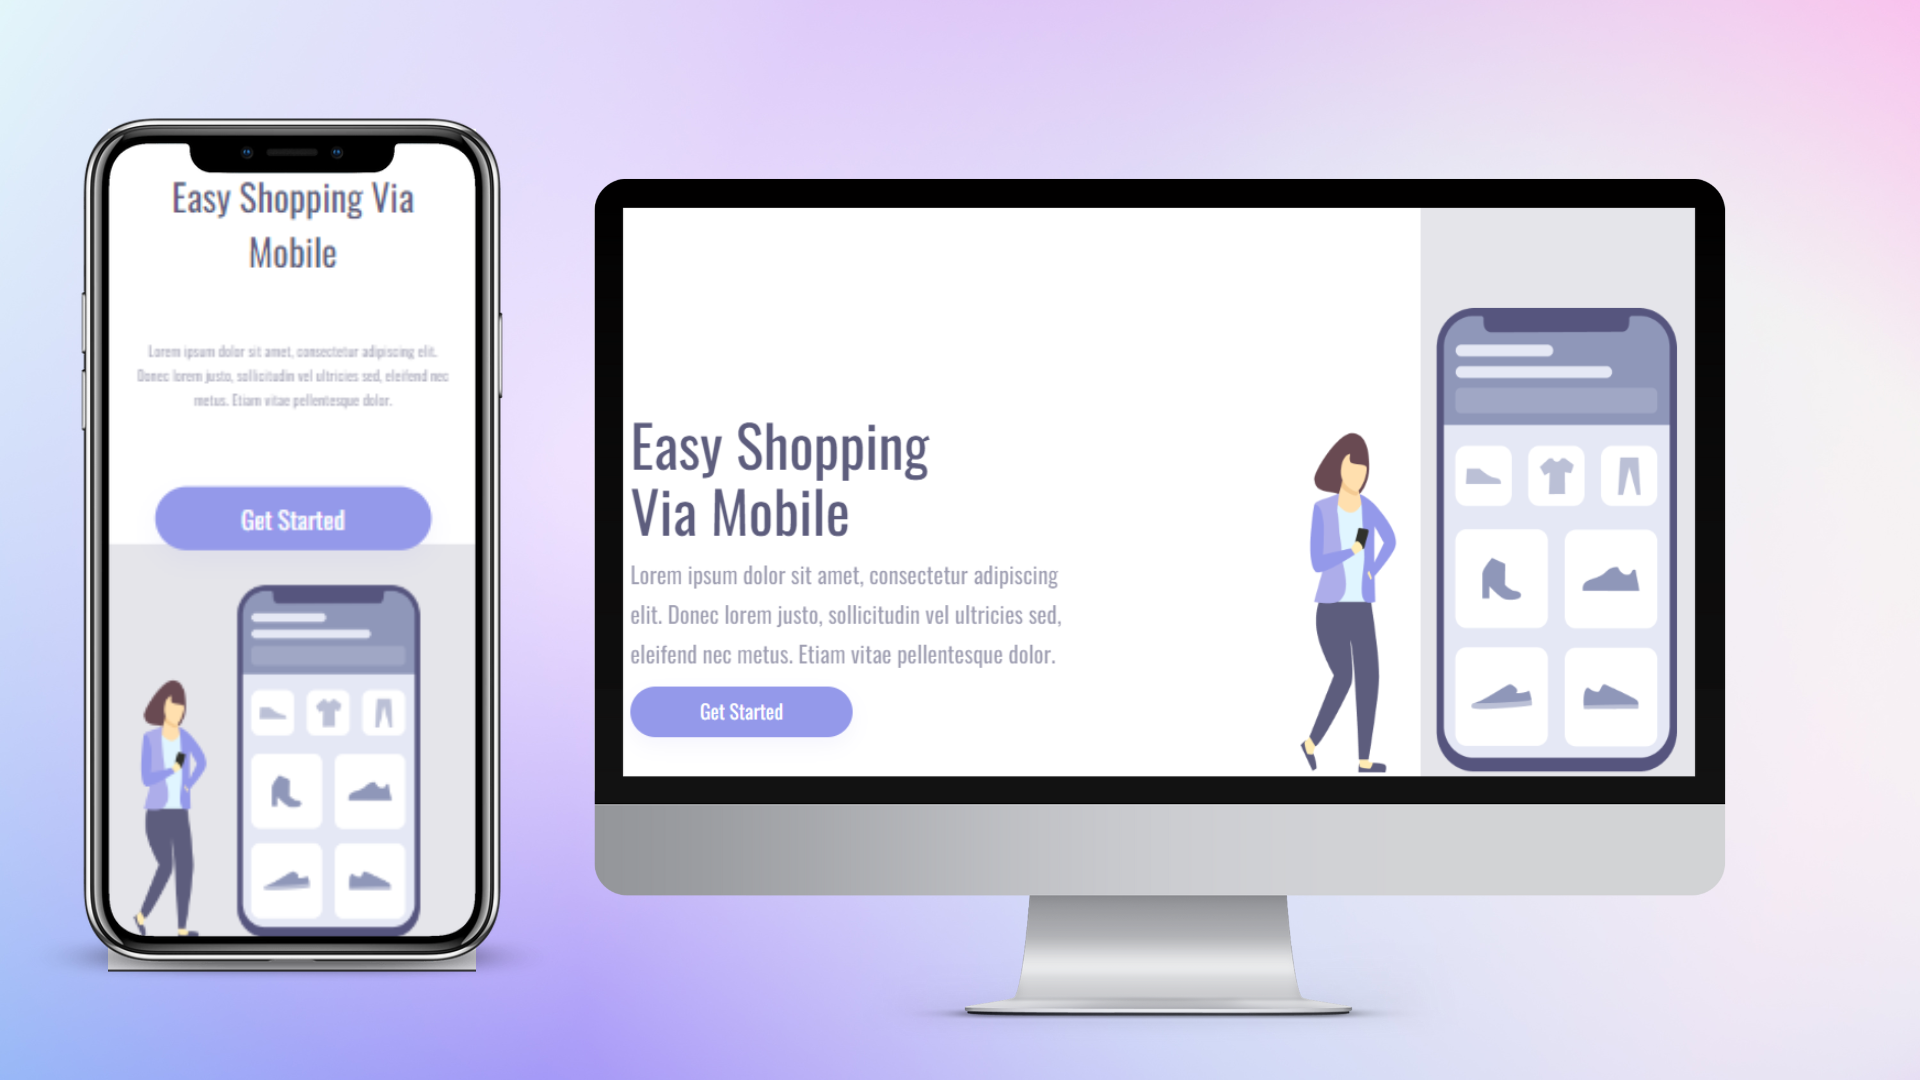 Easy Shopping Via
Mobile
Lorem ipsum dolor sit amet, consectetur adipiscing elit.
Donec lorem justo, sollicitudin vel ultricies sed, eleifend nec
metus. Etiam vitae pellentesque dolor.
Get Started
Easy Shopping
Via Mobile
Lorem ipsum dolor sit amet, consectetur adipiscing
elit. Donec lorem justo, sollicitudin vel ultricies sed,
eleifend nec metus. Etiam vitae pellentesque dolor.
Get Started